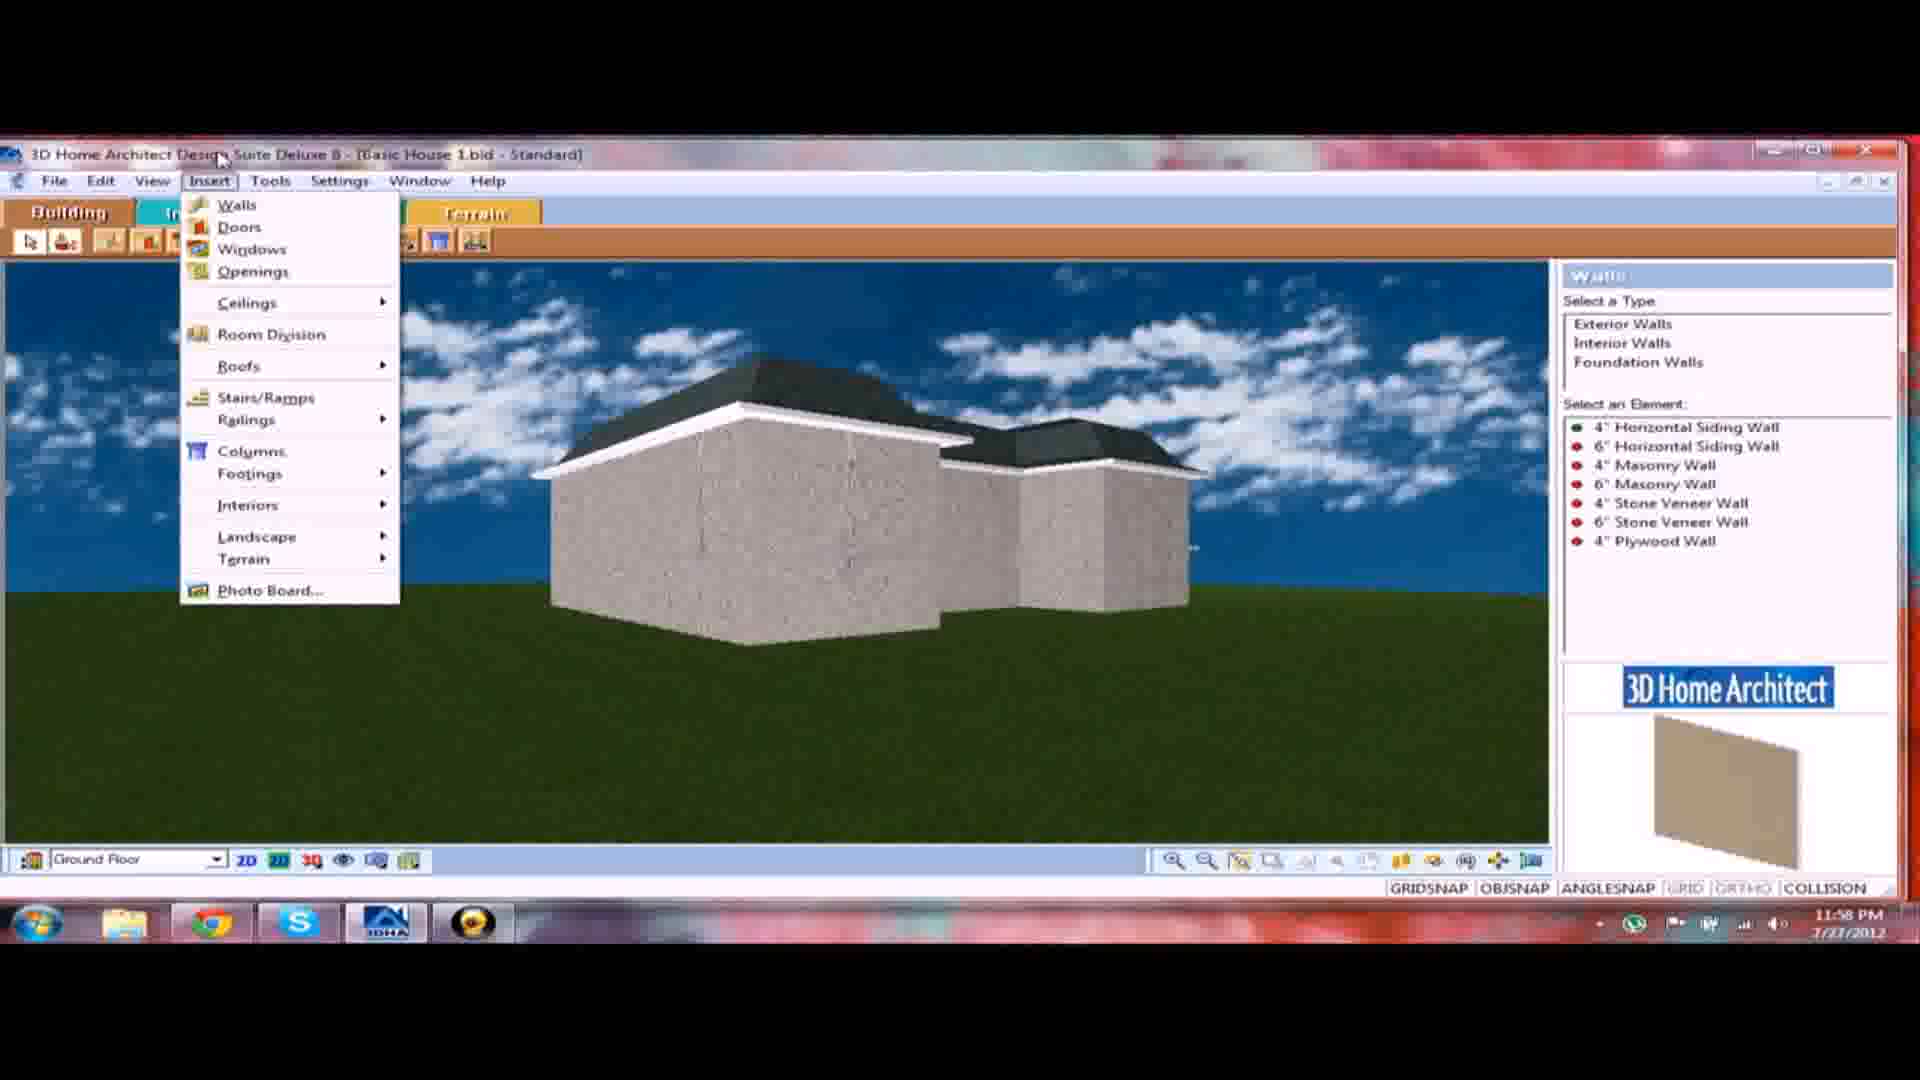 3D Home Architect Design Suite Deluxe 8 - [Basic House 1.bld - Standard]
File Edit View Insert Tools Settings Window Help
Building Terrain
Walls
Doors
Windows
Openings
Ceilings
Room Division
Roofs
Stairs/Ramps
Railings
Columns
Footings
Interiors
Landscape
Terrain
Photo Board...
Walls
Select a Type
Exterior Walls
Interior Walls
Foundation Walls
Select an Element:
4" Horizontal Siding Wall
6" Horizontal Siding Wall
4" Masonry Wall
6" Masonry Wall
4" Stone Veneer Wall
6" Stone Veneer Wall
4" Plywood Wall
3D Home Architect
Ground Floor 2D 3D
GRIDSNAP OBJSNAP ANGLESNAP GRID ORTHO COLLISION
11:58 PM
7/27/2012